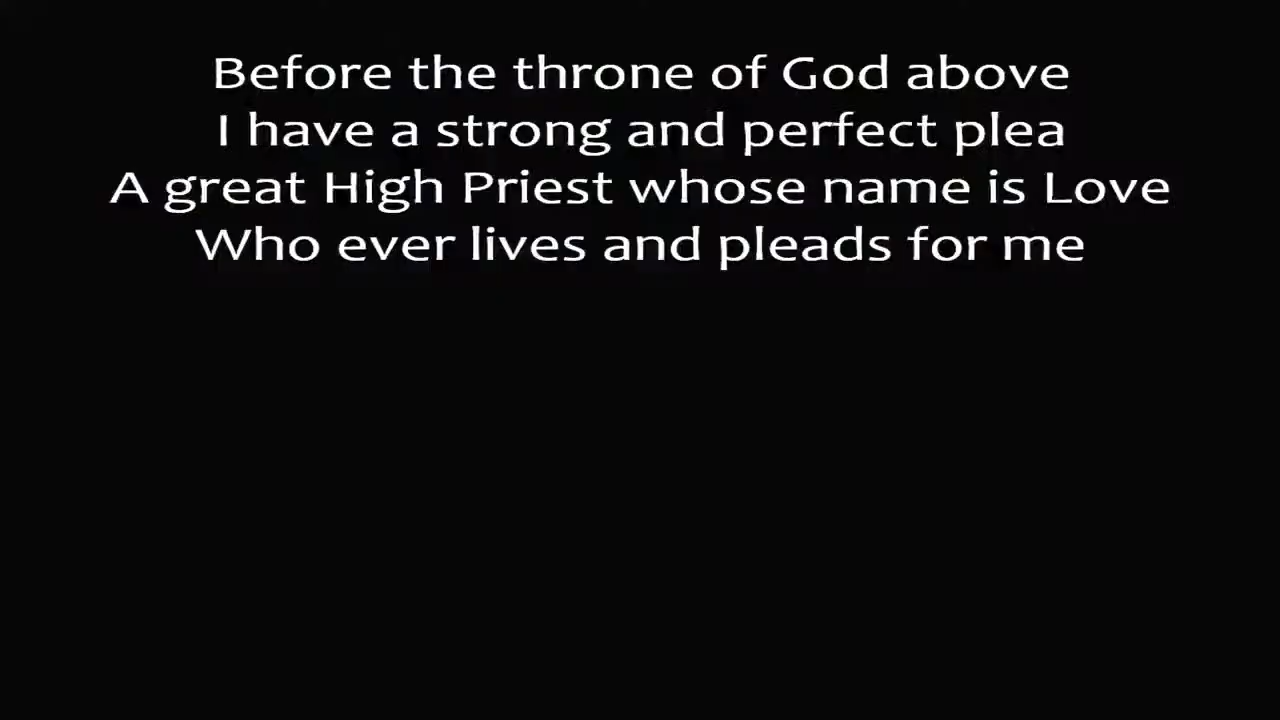 Before the throne of God above
I have a strong and perfect plea
A great High Priest whose name is Love
Who ever lives and pleads for me